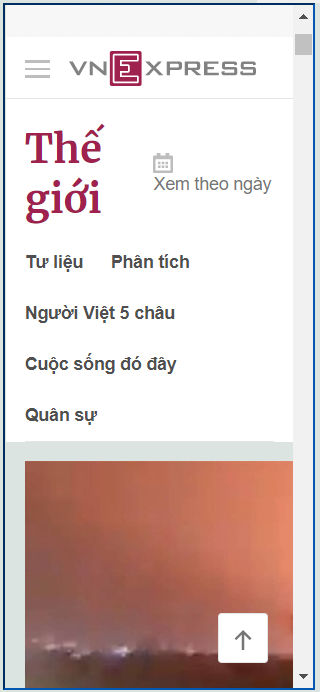 VNEXPRESS
Thế
giới
Xem theo ngày
Tư liệu Phân tích
Người Việt 5 châu
Cuộc sống đó đây
Quân sự